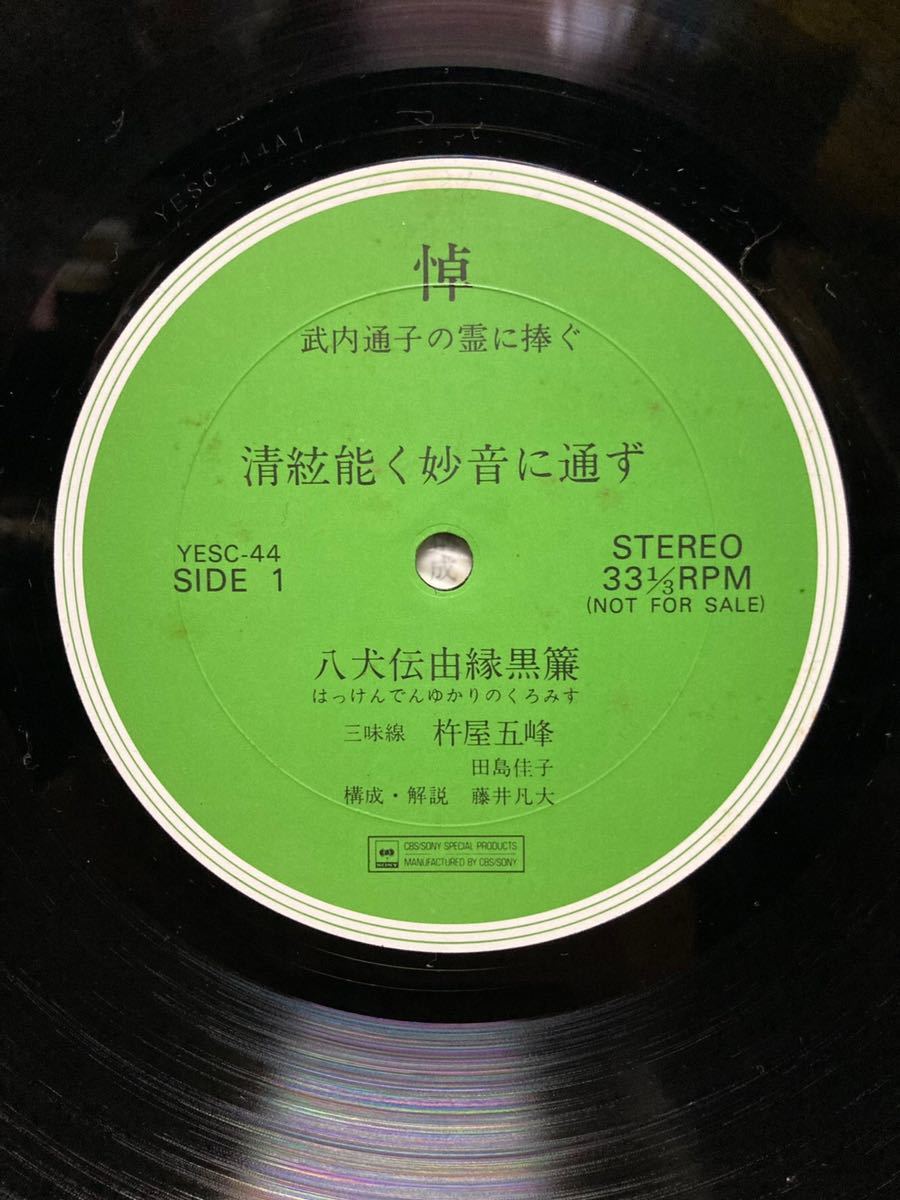 YESC-44A1
悼
武内通子の霊に捧ぐ
清絃能く妙音に通ず
YESC-44
SIDE 1
成
STEREO
33⅓RPM
(NOT FOR SALE)
八犬伝由縁黒簾
はっけんでんゆかりのくろみす
三味線 杵屋五峰
田島佳子
構成・解説 藤井凡大
SONY
CBS/SONY SPECIAL PRODUCTS
MANUFACTURED BY CBS/SONY